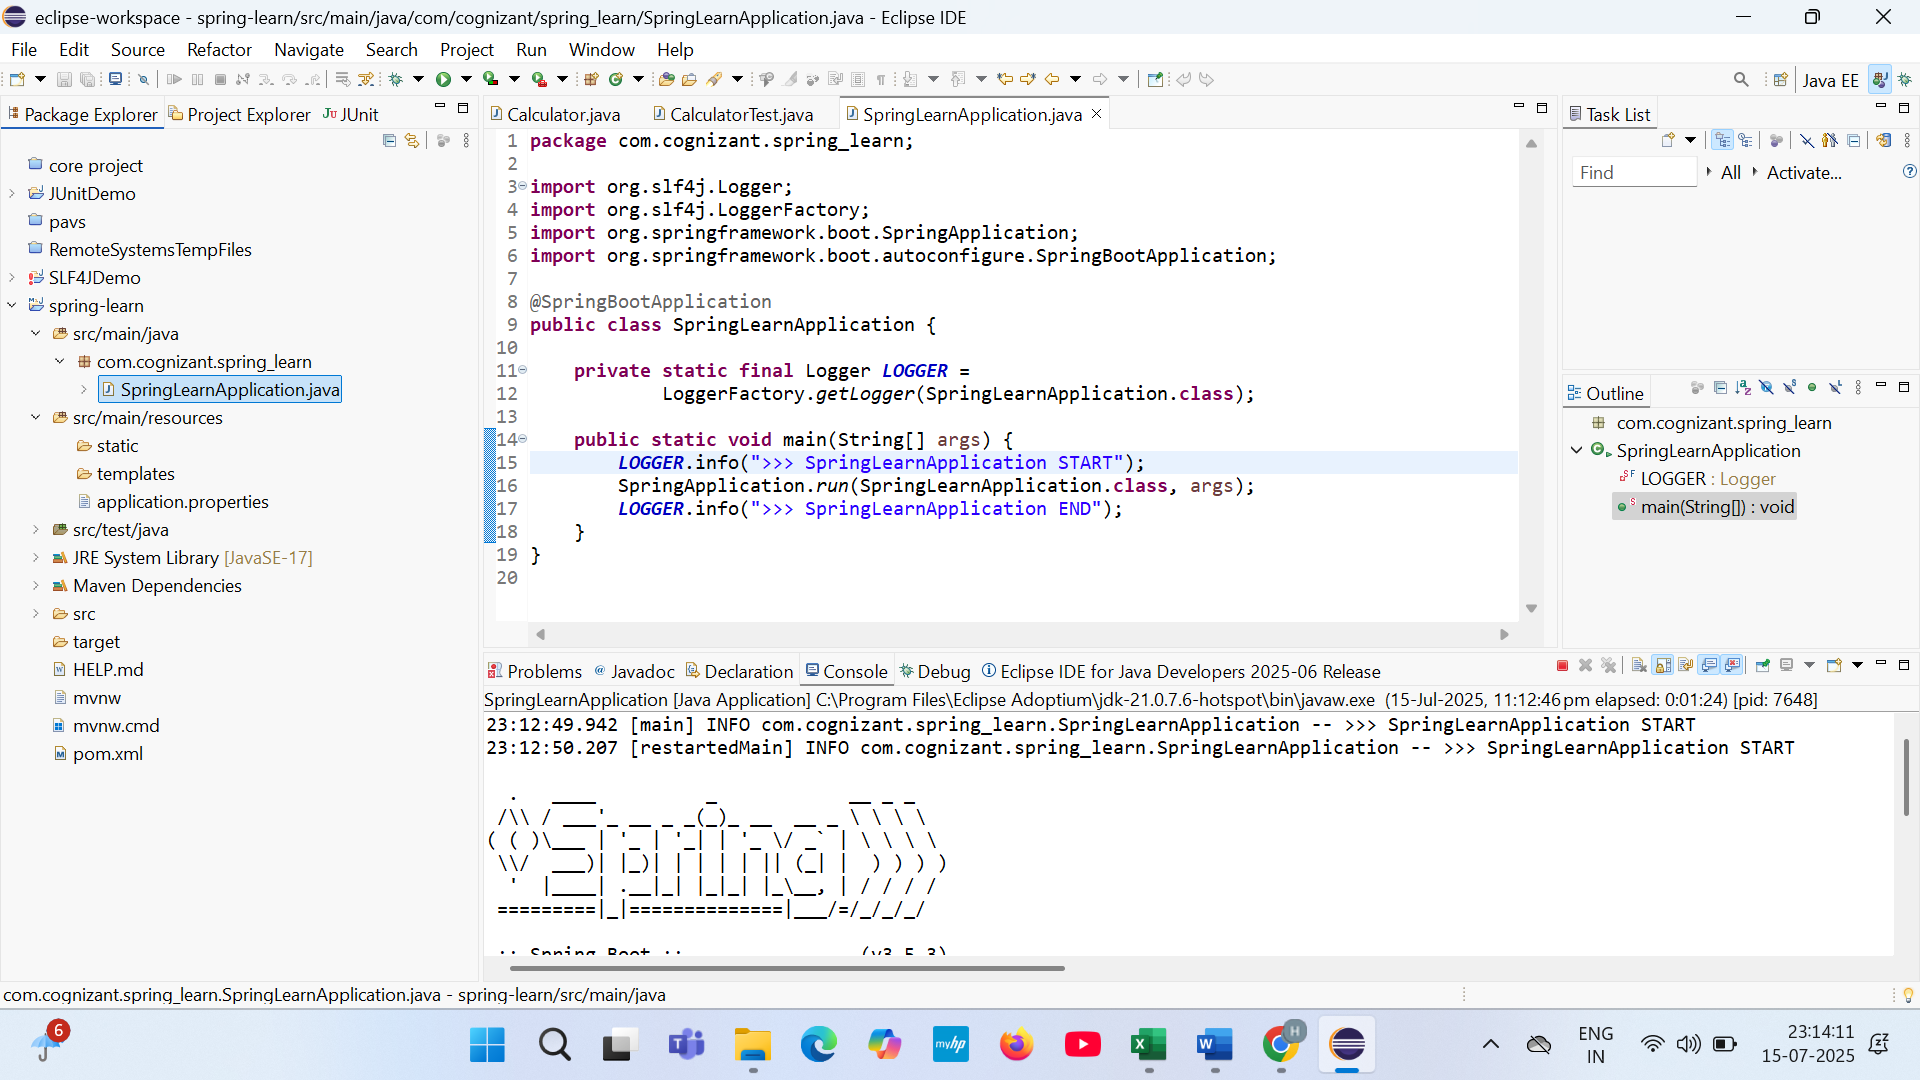 eclipse-workspace - spring-learn/src/main/java/com/cognizant/spring_learn/SpringLearnApplication.java - Eclipse IDE
File Edit Source Refactor Navigate Search Project Run Window Help
Java EE
Package Explorer Project Explorer JUnit
core project
JUnitDemo
pavs
RemoteSystemsTempFiles
SLF4JDemo
spring-learn
src/main/java
com.cognizant.spring_learn
SpringLearnApplication.java
src/main/resources
static
templates
application.properties
src/test/java
JRE System Library [JavaSE-17]
Maven Dependencies
src
target
HELP.md
mvnw
mvnw.cmd
pom.xml
Calculator.java CalculatorTest.java SpringLearnApplication.java
1 package com.cognizant.spring_learn;
2
3 import org.slf4j.Logger;
4 import org.slf4j.LoggerFactory;
5 import org.springframework.boot.SpringApplication;
6 import org.springframework.boot.autoconfigure.SpringBootApplication;
7
8 @SpringBootApplication
9 public class SpringLearnApplication {
10
11 private static final Logger LOGGER =
12 LoggerFactory.getLogger(SpringLearnApplication.class);
13
14 public static void main(String[] args) {
15 LOGGER.info(">>> SpringLearnApplication START");
16 SpringApplication.run(SpringLearnApplication.class, args);
17 LOGGER.info(">>> SpringLearnApplication END");
18 }
19 }
20
Task List
Find All Activate...
Outline
com.cognizant.spring_learn
SpringLearnApplication
LOGGER : Logger
main(String[]) : void
Problems Javadoc Declaration Console Debug Eclipse IDE for Java Developers 2025-06 Release
SpringLearnApplication [Java Application] C:\Program Files\Eclipse Adoptium\jdk-21.0.7.6-hotspot\bin\javaw.exe (15-Jul-2025, 11:12:46 pm elapsed: 0:01:24) [pid: 7648]
23:12:49.942 [main] INFO com.cognizant.spring_learn.SpringLearnApplication -- >>> SpringLearnApplication START
23:12:50.207 [restartedMain] INFO com.cognizant.spring_learn.SpringLearnApplication -- >>> SpringLearnApplication START
Spring
:: Spring Boot :: (v3.5.3)
com.cognizant.spring_learn.SpringLearnApplication.java - spring-learn/src/main/java
6
myhp
H
ENG
IN
23:14:11
15-07-2025